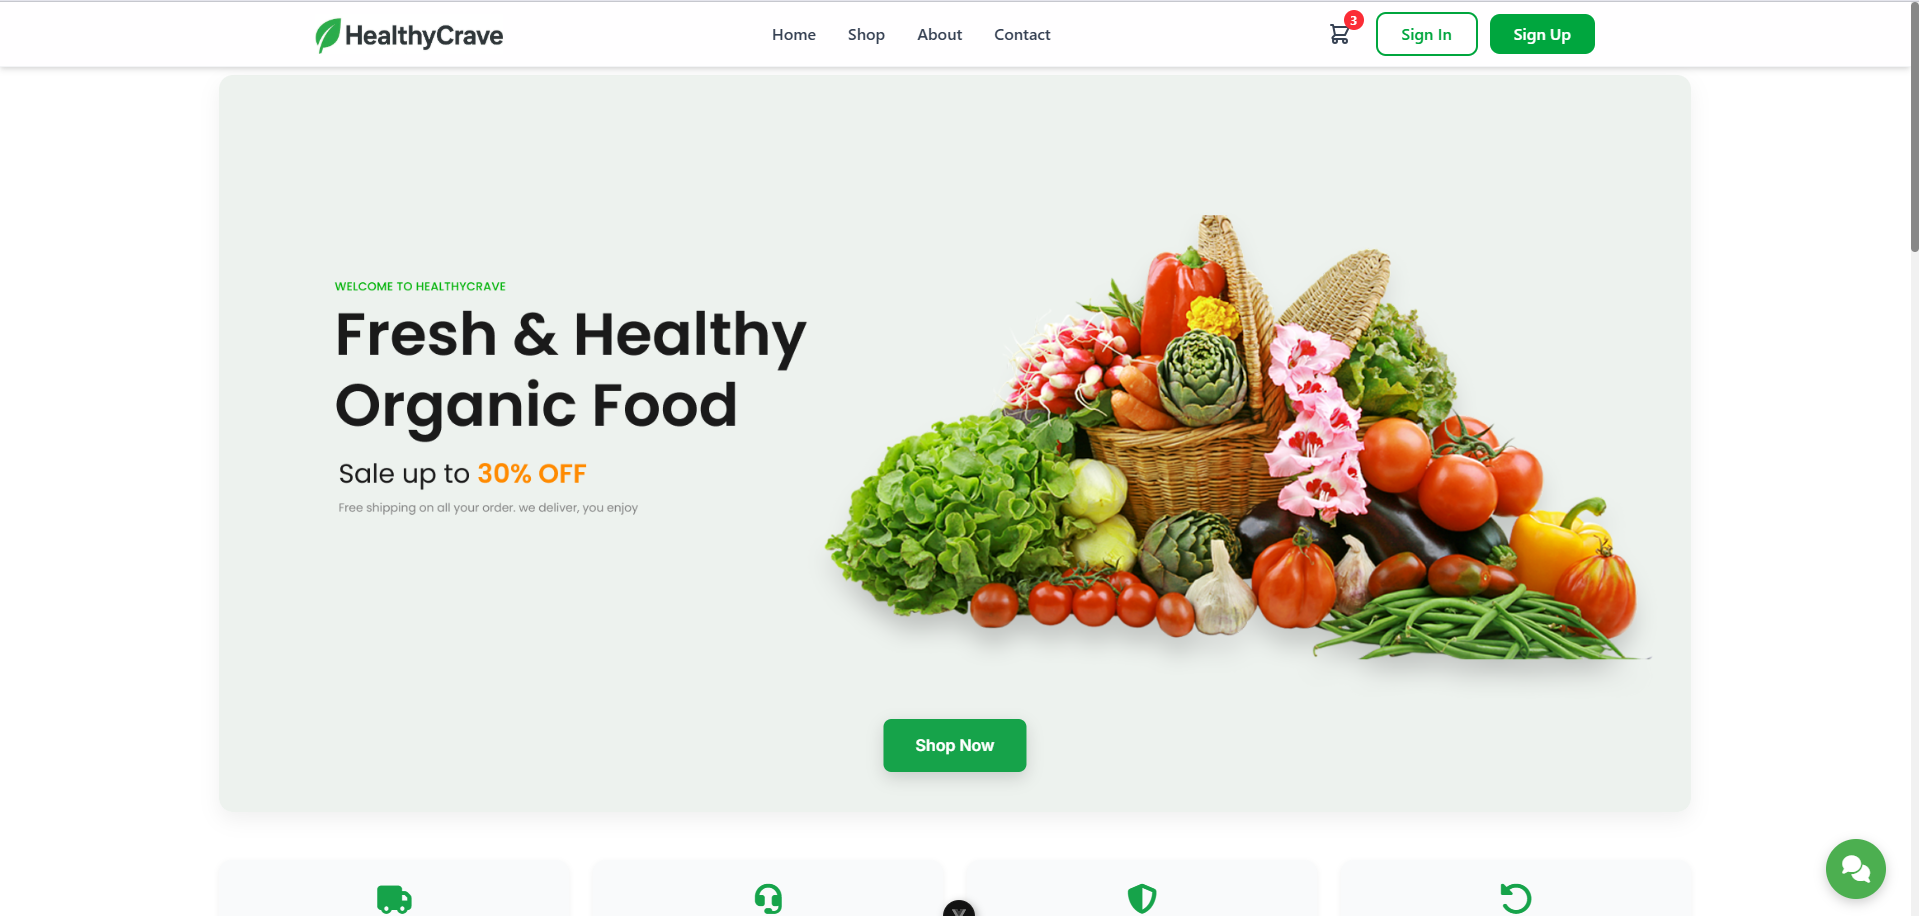 HealthyCrave
Home Shop About Contact
3
Sign In
Sign Up
WELCOME TO HEALTHYCRAVE
Fresh & Healthy
Organic Food
Sale up to 30% OFF
Free shipping on all your order. we deliver, you enjoy
Shop Now